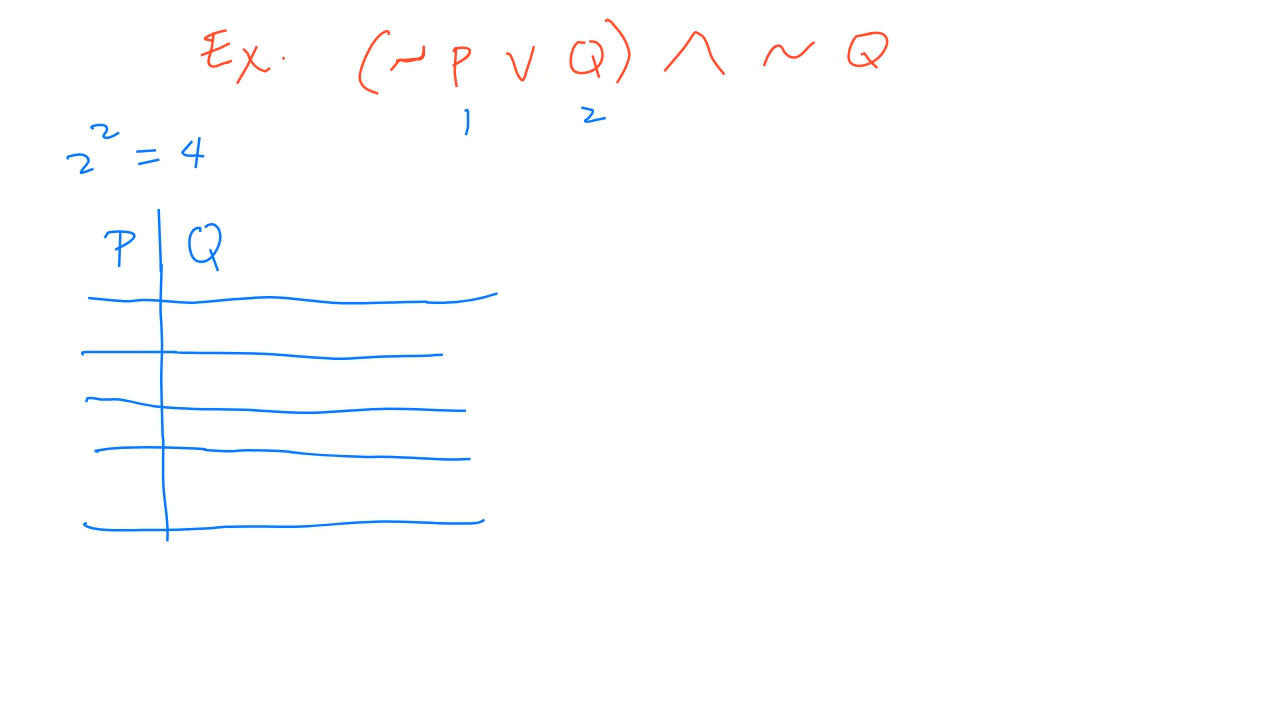 Ex. (~P ∨ Q) ∧ ~Q
1 2
2² = 4
P Q